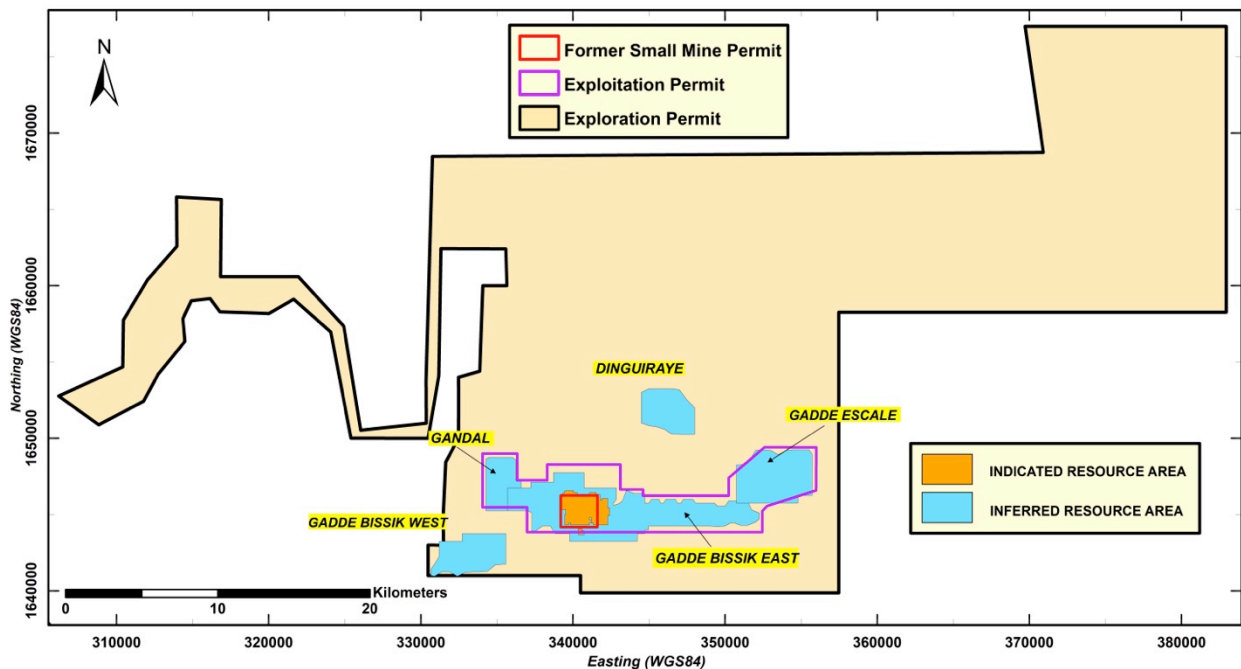 N
Former Small Mine Permit
Exploitation Permit
Exploration Permit
1670000
1660000
1650000
1640000
Northing (WGS84)
DINGUIRAYE
GADDE ESCALE
GANDAL
GADDE BISSIK WEST
GADDE BISSIK EAST
INDICATED RESOURCE AREA
INFERRED RESOURCE AREA
Kilometers
0 10 20
310000 320000 330000 340000 350000 360000 370000 380000
Easting (WGS84)